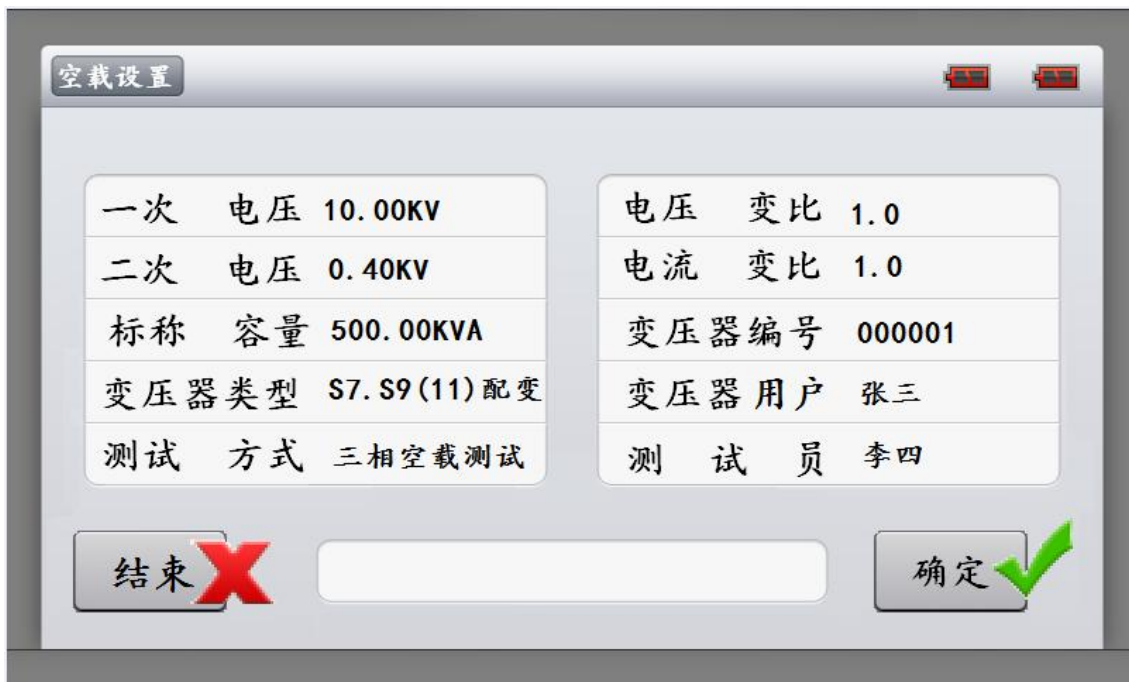 空载设置
一次 电压 10.00KV
二次 电压 0.40KV
标称 容量 500.00KVA
变压器类型 S7.S9(11)配变
测试 方式 三相空载测试
电压 变比 1.0
电流 变比 1.0
变压器编号 000001
变压器用户 张三
测 试 员 李四
结束
确定